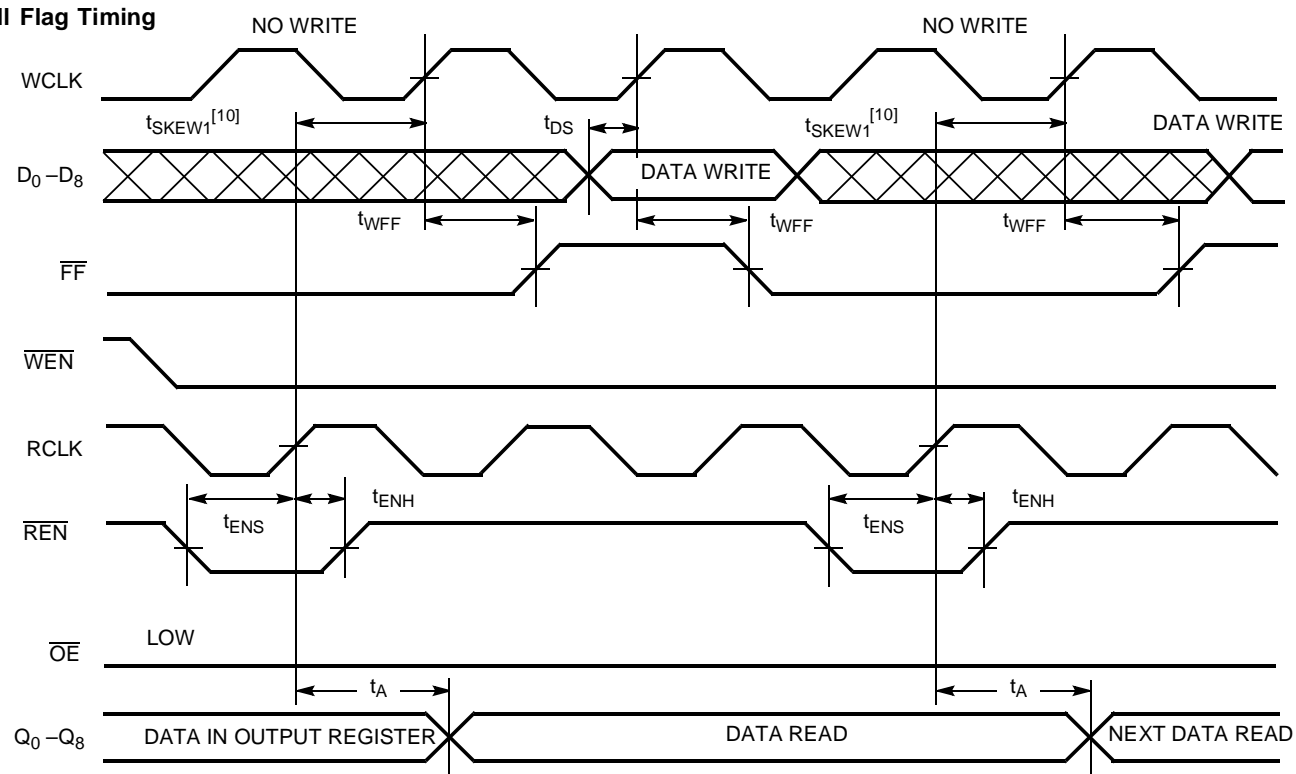 ll Flag Timing
NO WRITE
NO WRITE
WCLK
tSKEW1[10]
tDS
tSKEW1[10]
DATA WRITE
D0 –D8
DATA WRITE
tWFF
tWFF
tWFF
FF
WEN
RCLK
tENS
tENH
tENS
tENH
REN
LOW
OE
tA
tA
Q0 –Q8
DATA IN OUTPUT REGISTER
DATA READ
NEXT DATA READ